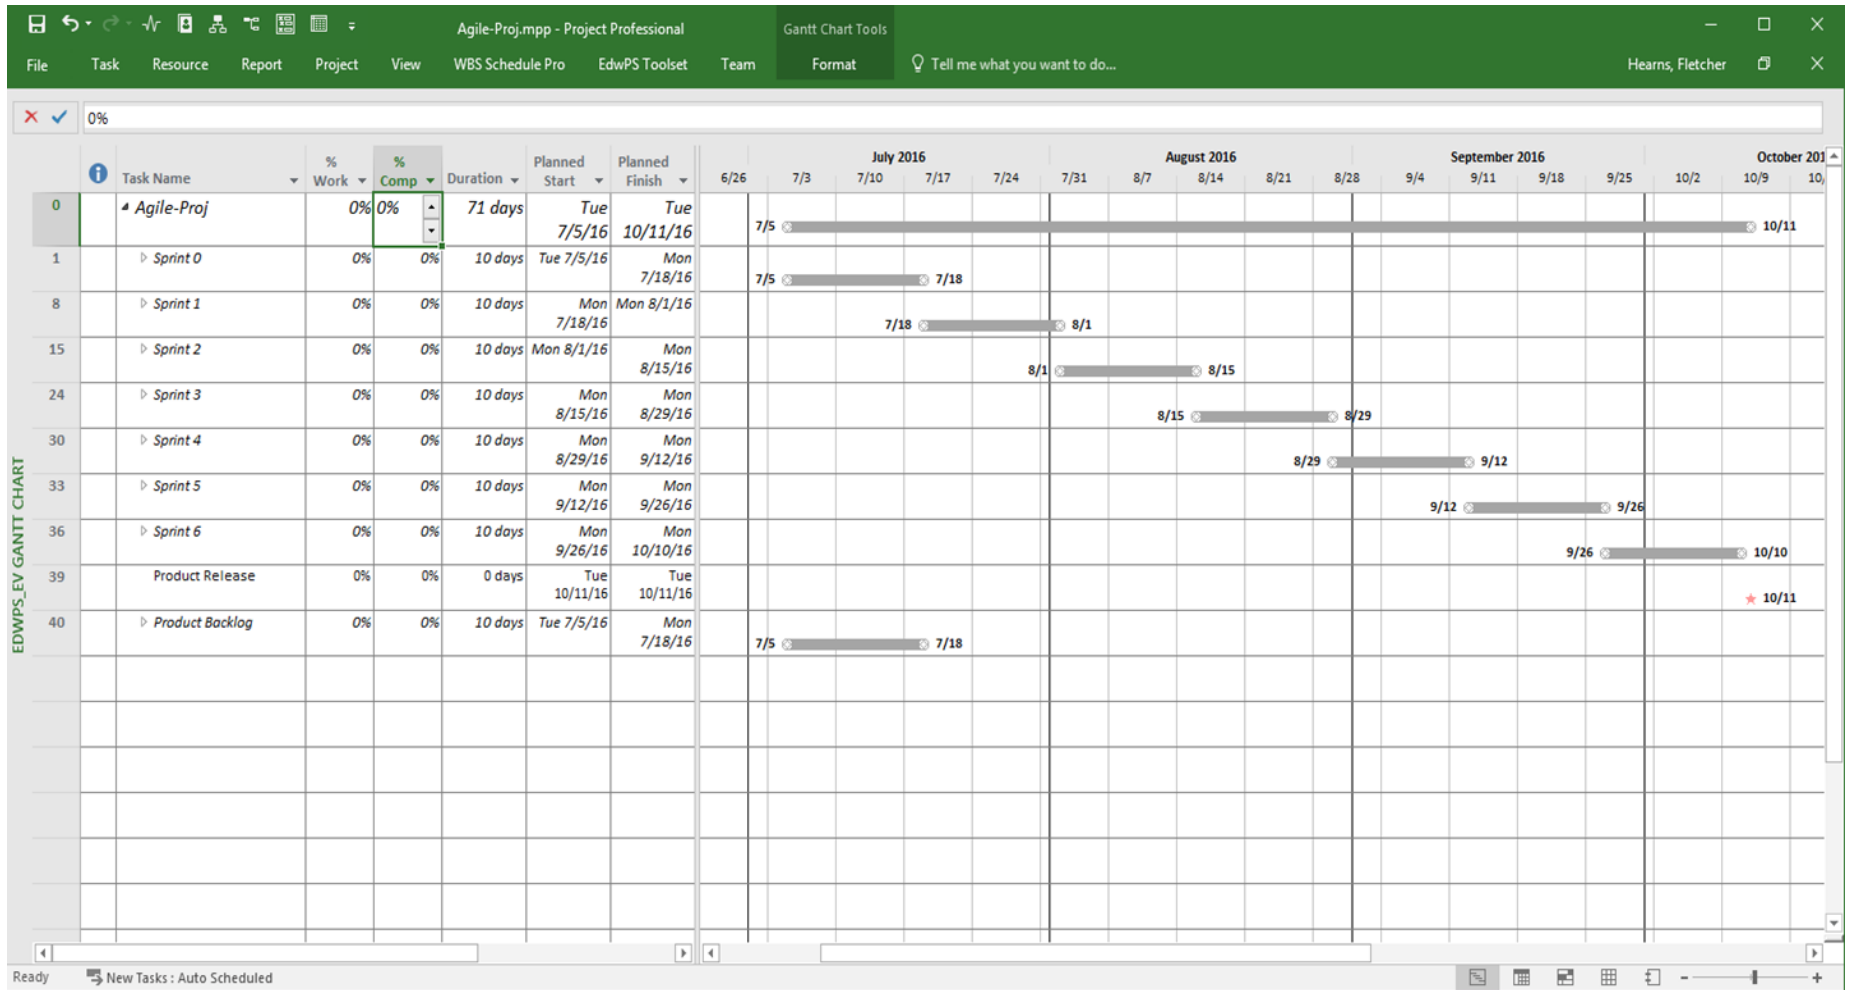 Agile-Proj.mpp - Project Professional
Gantt Chart Tools
File Task Resource Report Project View WBS Schedule Pro EdwPS Toolset Team Format Tell me what you want to do... Hearns, Fletcher
0%
July 2016 August 2016 September 2016 October 201
% % Planned Planned
Task Name Work Comp Duration Start Finish
6/26 7/3 7/10 7/17 7/24 7/31 8/7 8/14 8/21 8/28 9/4 9/11 9/18 9/25 10/2 10/9 10/
0 Agile-Proj 0% 0% 71 days Tue Tue
7/5/16 10/11/16 7/5 10/11
1 Sprint 0 0% 0% 10 days Tue 7/5/16 Mon
7/18/16 7/5 7/18
8 Sprint 1 0% 0% 10 days Mon Mon 8/1/16
7/18/16 7/18 8/1
15 Sprint 2 0% 0% 10 days Mon 8/1/16 Mon
8/15/16 8/1 8/15
24 Sprint 3 0% 0% 10 days Mon Mon
8/15/16 8/29/16 8/15 8/29
30 Sprint 4 0% 0% 10 days Mon Mon
8/29/16 9/12/16 8/29 9/12
33 Sprint 5 0% 0% 10 days Mon Mon
9/12/16 9/26/16 9/12 9/26
36 Sprint 6 0% 0% 10 days Mon Mon
9/26/16 10/10/16 9/26 10/10
39 Product Release 0% 0% 0 days Tue Tue
10/11/16 10/11/16 10/11
40 Product Backlog 0% 0% 10 days Tue 7/5/16 Mon
7/18/16 7/5 7/18
EDWPS_EV GANTT CHART
Ready New Tasks : Auto Scheduled